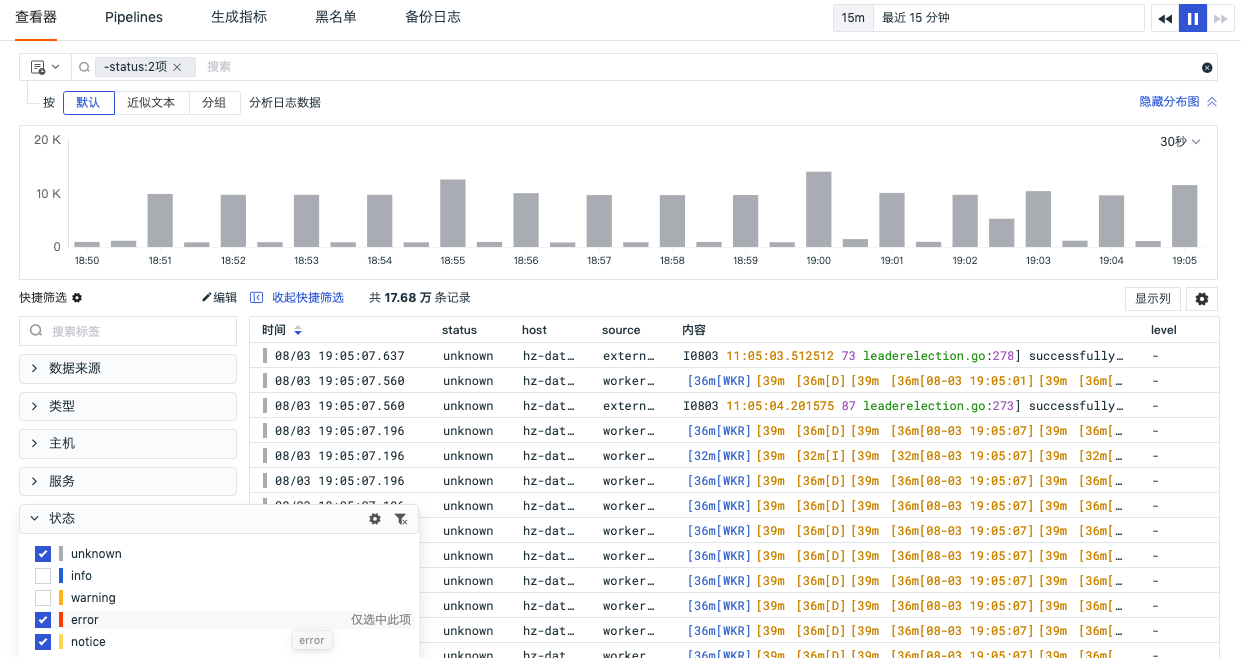 查看器 Pipelines 生成指标 黑名单 备份日志 15m 最近 15 分钟
-status:2项 搜索
按 默认 近似文本 分组 分析日志数据 隐藏分布图
20 K 30秒
10 K
0
18:50 18:51 18:52 18:53 18:54 18:55 18:56 18:57 18:58 18:59 19:00 19:01 19:02 19:03 19:04 19:05
快捷筛选 编辑 收起快捷筛选 共 17.68 万 条记录 显示列
搜索标签
数据来源
类型
主机
服务
时间 status host source 内容 level
08/03 19:05:07.637 unknown hz-dat… extern… I0803 11:05:03.512512 73 leaderelection.go:278] successfully… -
08/03 19:05:07.560 unknown hz-dat… worker… [36m[WKR] [39m [36m[D] [39m [36m[08-03 19:05:01] [39m [36m[… -
08/03 19:05:07.560 unknown hz-dat… extern… I0803 11:05:04.201575 87 leaderelection.go:273] successfully… -
08/03 19:05:07.196 unknown hz-dat… worker… [36m[WKR] [39m [36m[D] [39m [36m[08-03 19:05:07] [39m [36m[… -
08/03 19:05:07.196 unknown hz-dat… worker… [32m[WKR] [39m [32m[I] [39m [32m[08-03 19:05:07] [39m [32m[… -
08/03 19:05:07.196 unknown hz-dat… worker… [36m[WKR] [39m [36m[D] [39m [36m[08-03 19:05:07] [39m [36m[… -
08/03 19:05:07.196 unknown hz-dat… worker… [36m[WKR] [39m [36m[D] [39m [36m[08-03 19:05:07] [39m [36m[… -
unknown hz-dat… worker… [36m[WKR] [39m [36m[D] [39m [36m[08-03 19:05:07] [39m [36m[… -
unknown hz-dat… worker… [36m[WKR] [39m [36m[D] [39m [36m[08-03 19:05:07] [39m [36m[… -
unknown hz-dat… worker… [36m[WKR] [39m [36m[D] [39m [36m[08-03 19:05:07] [39m [36m[… -
unknown hz-dat… worker… [36m[WKR] [39m [36m[D] [39m [36m[08-03 19:05:07] [39m [36m[… -
unknown hz-dat… worker… [36m[WKR] [39m [36m[D] [39m [36m[08-03 19:05:07] [39m [36m[… -
unknown hz-dat… worker… [36m[WKR] [39m [36m[D] [39m [36m[08-03 19:05:07] [39m [36m[… -
状态
unknown
info
warning
error 仅选中此项
notice
error